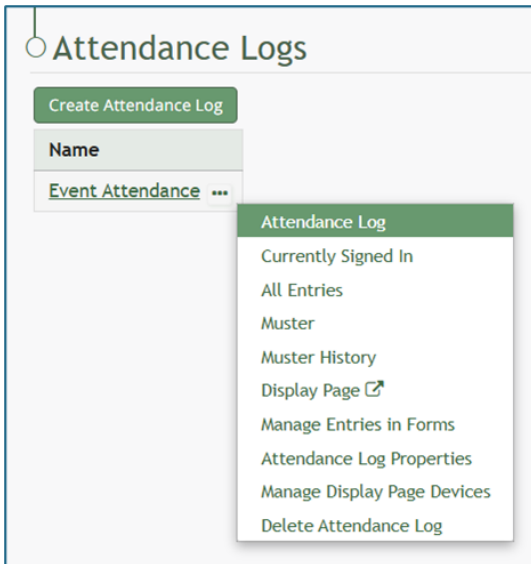 Attendance Logs
Create Attendance Log
Name
Event Attendance ...
Attendance Log
Currently Signed In
All Entries
Muster
Muster History
Display Page
Manage Entries in Forms
Attendance Log Properties
Manage Display Page Devices
Delete Attendance Log